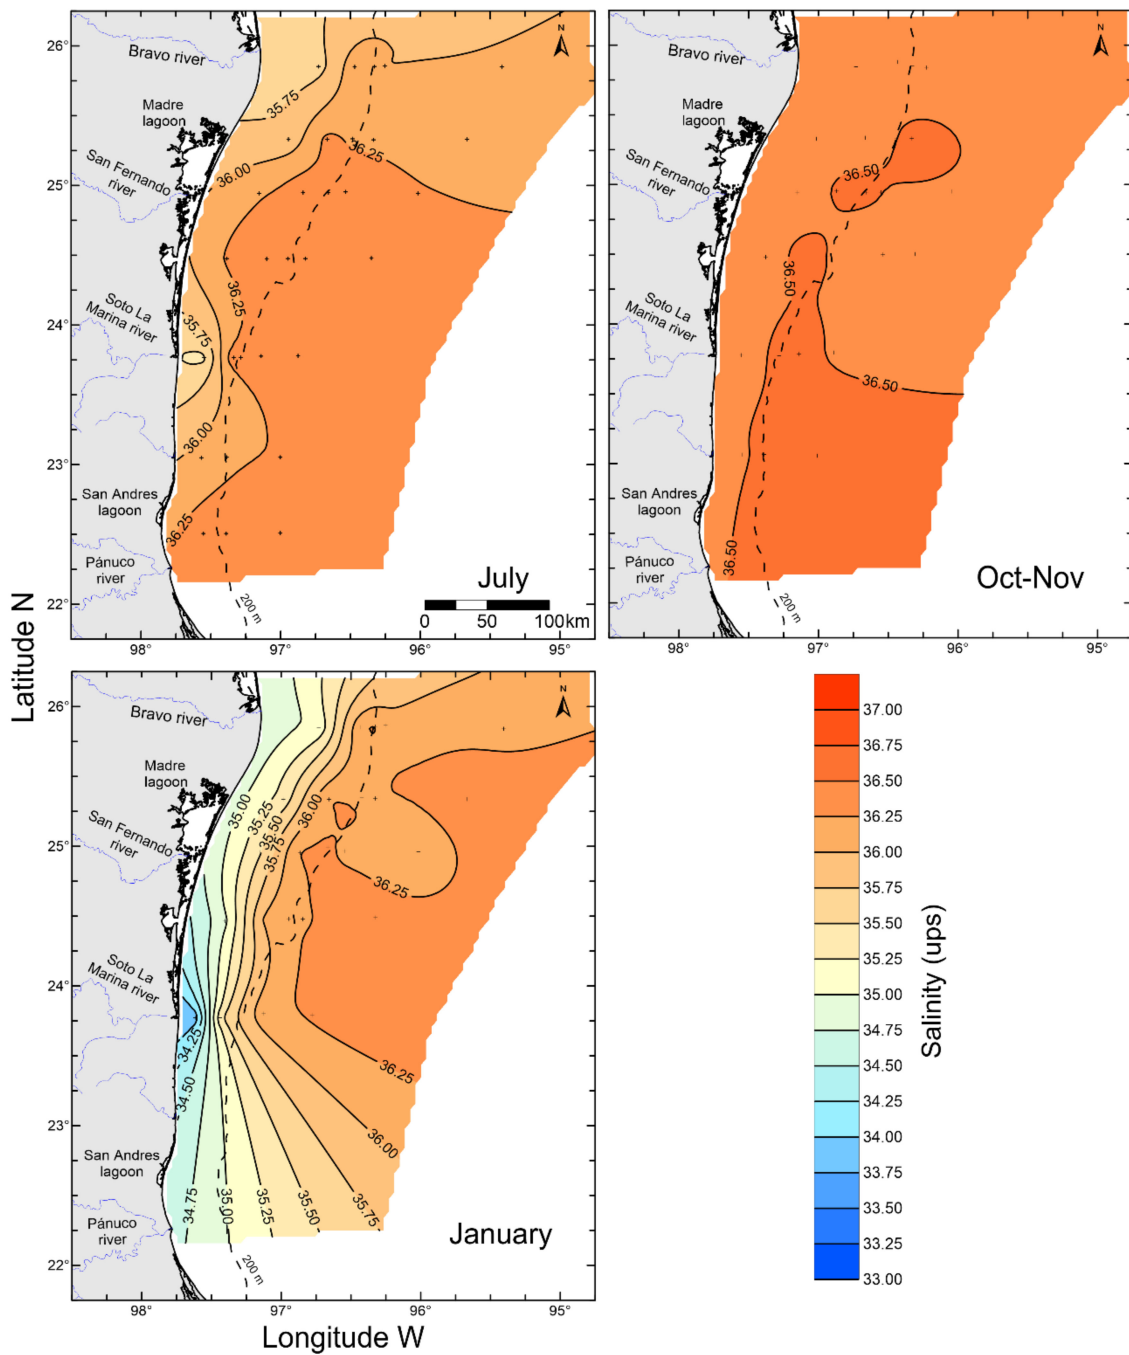 Latitude N
26°
25°
24°
23°
22°
98°
97°
96°
95°
N
Bravo river
Madre
lagoon
San Fernando
river
Soto La
Marina river
San Andres
lagoon
Pánuco
river
35.75
36.00
36.25
36.25
35.75
36.00
36.25
200 m
July
0 50 100km
26°
25°
24°
23°
22°
98°
97°
96°
95°
N
Bravo river
Madre
lagoon
San Fernando
river
Soto La
Marina river
San Andres
lagoon
Pánuco
river
36.50
36.50
36.50
36.50
200 m
Oct-Nov
26°
25°
24°
23°
22°
98°
97°
96°
95°
N
Bravo river
Madre
lagoon
San Fernando
river
Soto La
Marina river
San Andres
lagoon
Pánuco
river
35.00
35.25
35.50
35.75
36.00
36.25
34.25
34.50
36.25
36.00
34.75
35.00
35.25
35.50
35.75
200 m
January
Longitude W
37.00
36.75
36.50
36.25
36.00
35.75
35.50
35.25
35.00
34.75
34.50
34.25
34.00
33.75
33.50
33.25
33.00
Salinity (ups)